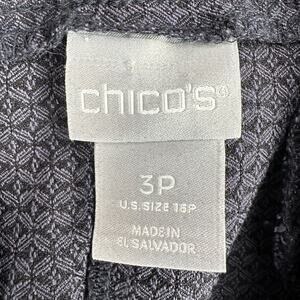 chico's®
3P
U.S. SIZE 16P
MADE IN
EL SALVADOR